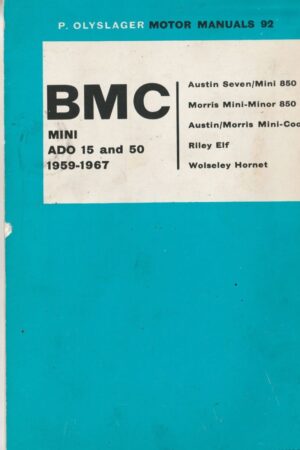 P. OLYSLAGER MOTOR MANUALS 92
BMC
MINI
ADO 15 and 50
1959-1967
Austin Seven/Mini 850
Morris Mini-Minor 850
Austin/Morris Mini-Coo
Riley Elf
Wolseley Hornet